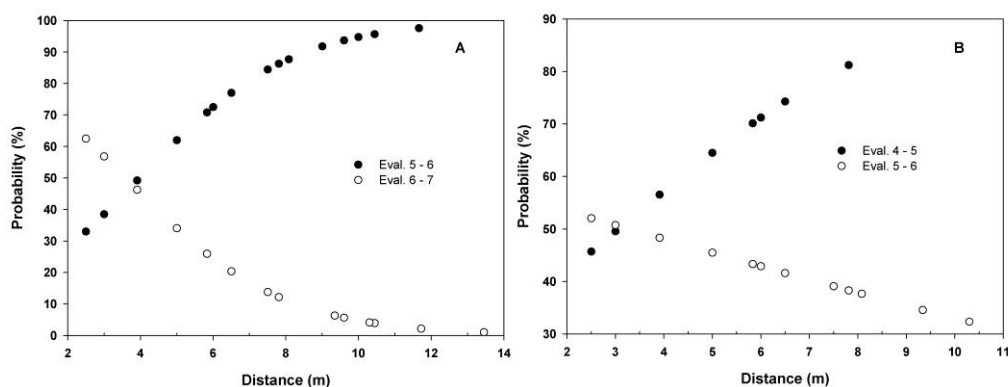 A
100
90
80
70
60
50
40
30
20
10
0
Probability (%)
Eval. 5 - 6
Eval. 6 - 7
2 4 6 8 10 12 14
Distance (m)
B
90
80
70
60
50
40
30
Probability (%)
Eval. 4 - 5
Eval. 5 - 6
2 3 4 5 6 7 8 9 10 11
Distance (m)